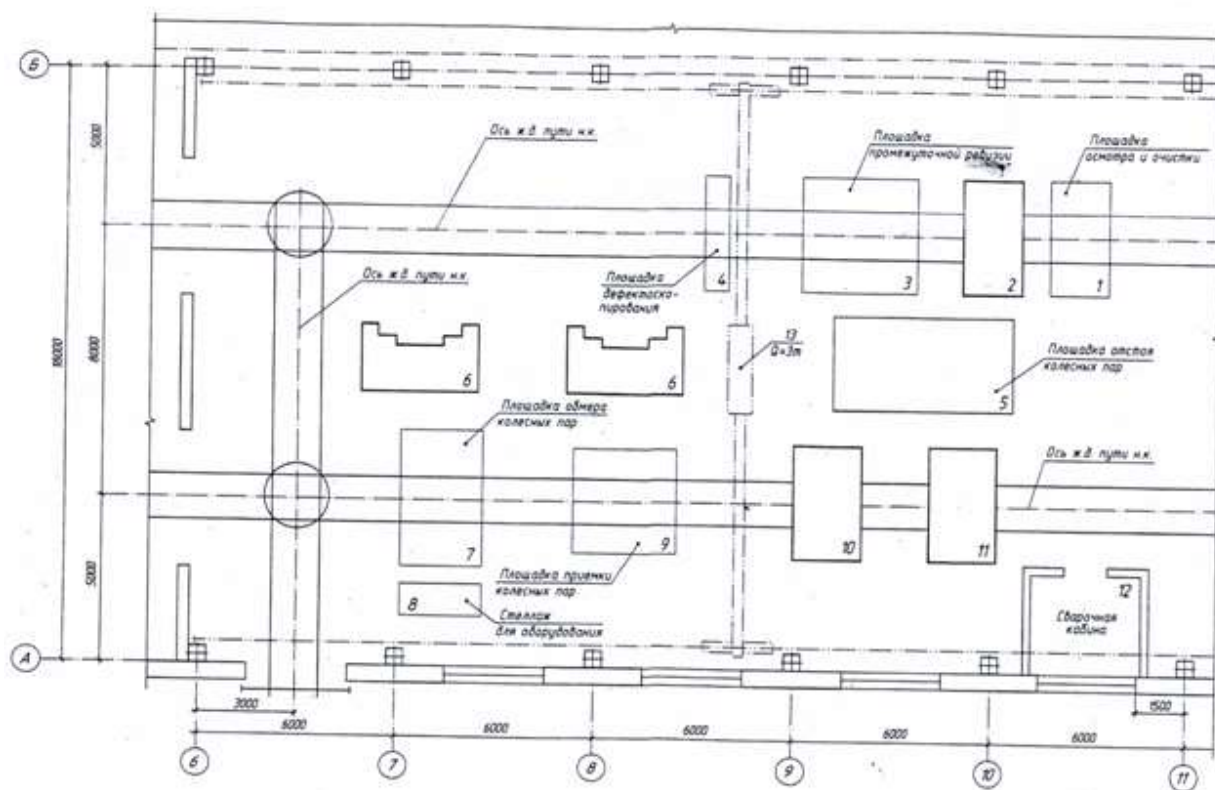 Б
5000
Ось ж.д. пути н.к.
Площадка
промежуточной ревизии
Площадка
осмотра и очистки
Ось ж.д. пути н.к.
Площадка
дефектоско-
пирования
4
3
2
1
18000
8000
6
6
13
Q=3т
Площадка отстоя
колесных пар
5
Площадка обмера
колесных пар
Ось ж.д. пути н.к.
7
9
10
11
5000
Площадка приемки
колесных пар
8
Стеллаж
для оборудования
12
Сварочная
кабина
А
3000
1500
6000
6000
6000
6000
6000
6
7
8
9
10
11